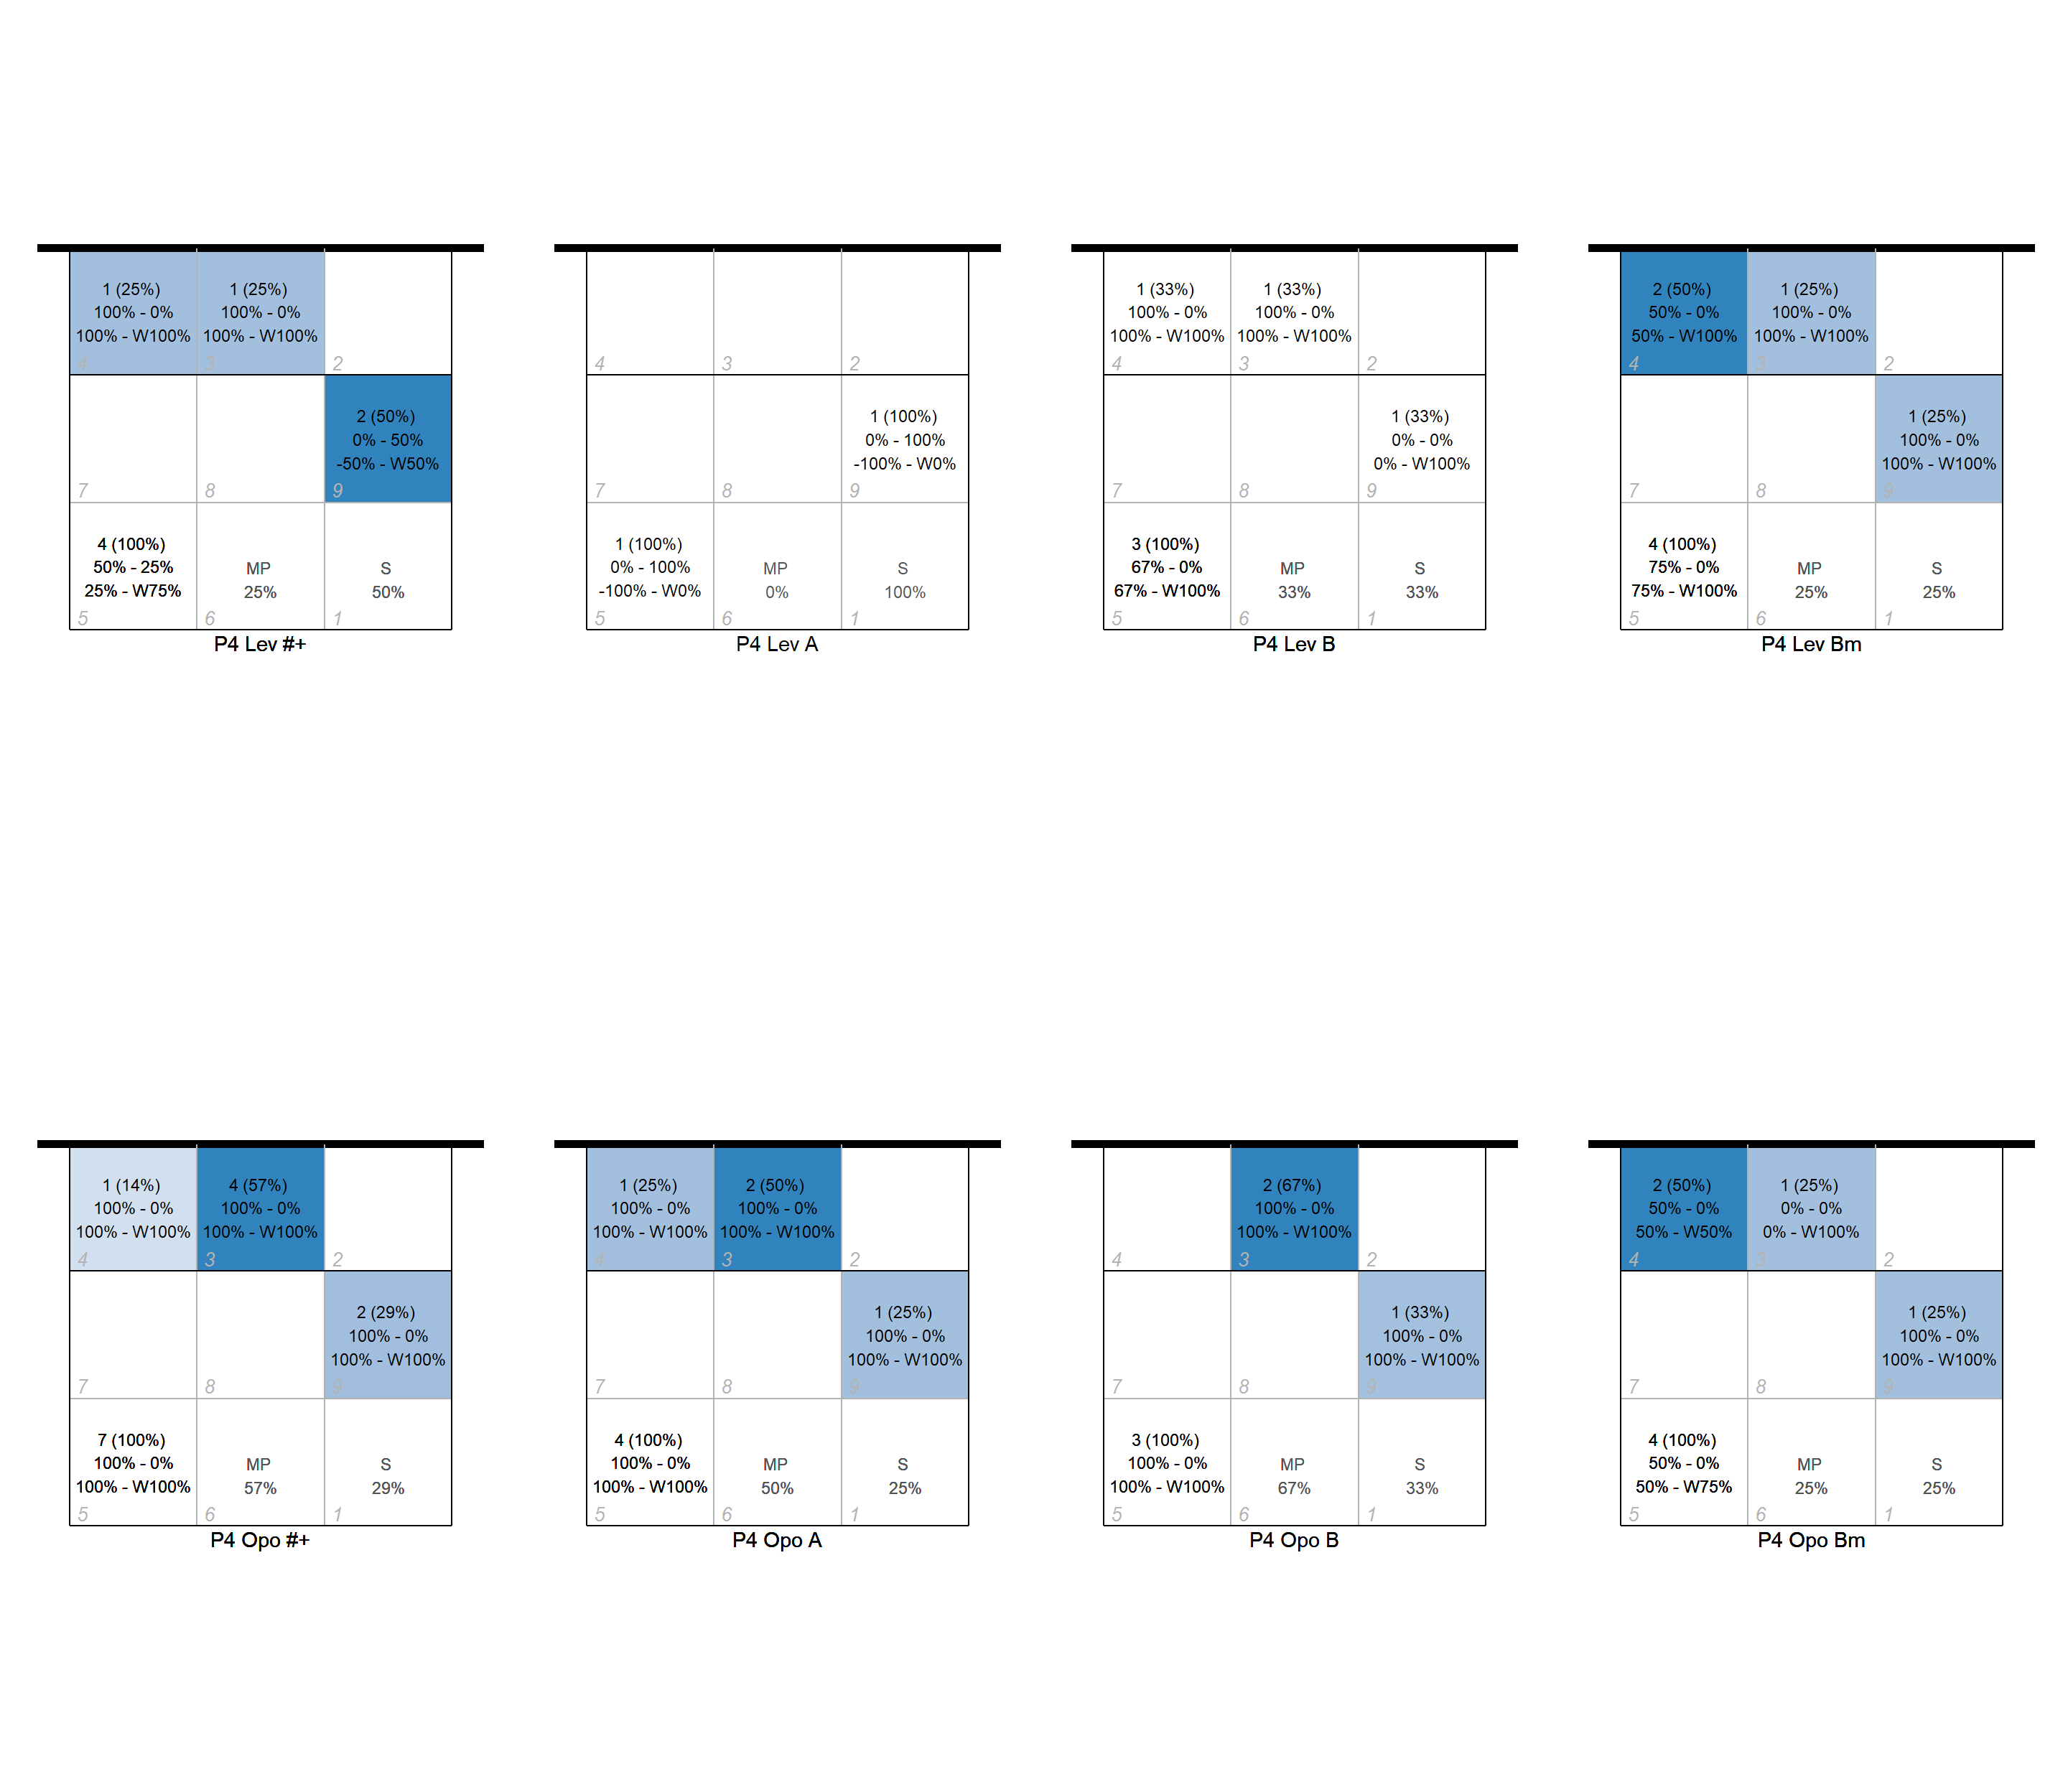 1 (25%)
100% - 0%
100% - W100%
4
1 (25%)
100% - 0%
100% - W100%
3
2
7
8
2 (50%)
0% - 50%
-50% - W50%
9
4 (100%)
50% - 25%
25% - W75%
5
MP
25%
6
S
50%
1
P4 Lev #+
4
3
2
7
8
1 (100%)
0% - 100%
-100% - W0%
9
1 (100%)
0% - 100%
-100% - W0%
5
MP
0%
6
S
100%
1
P4 Lev A
1 (33%)
100% - 0%
100% - W100%
4
1 (33%)
100% - 0%
100% - W100%
3
2
7
8
1 (33%)
0% - 0%
0% - W100%
9
3 (100%)
67% - 0%
67% - W100%
5
MP
33%
6
S
33%
1
P4 Lev B
2 (50%)
50% - 0%
50% - W100%
4
1 (25%)
100% - 0%
100% - W100%
3
2
7
8
1 (25%)
100% - 0%
100% - W100%
9
4 (100%)
75% - 0%
75% - W100%
5
MP
25%
6
S
25%
1
P4 Lev Bm
1 (14%)
100% - 0%
100% - W100%
4
4 (57%)
100% - 0%
100% - W100%
3
2
7
8
2 (29%)
100% - 0%
100% - W100%
9
7 (100%)
100% - 0%
100% - W100%
5
MP
57%
6
S
29%
1
P4 Opo #+
1 (25%)
100% - 0%
100% - W100%
4
2 (50%)
100% - 0%
100% - W100%
3
2
7
8
1 (25%)
100% - 0%
100% - W100%
9
4 (100%)
100% - 0%
100% - W100%
5
MP
50%
6
S
25%
1
P4 Opo A
4
2 (67%)
100% - 0%
100% - W100%
3
2
7
8
1 (33%)
100% - 0%
100% - W100%
9
3 (100%)
100% - 0%
100% - W100%
5
MP
67%
6
S
33%
1
P4 Opo B
2 (50%)
50% - 0%
50% - W50%
4
1 (25%)
0% - 0%
0% - W100%
3
2
7
8
1 (25%)
100% - 0%
100% - W100%
9
4 (100%)
50% - 0%
50% - W75%
5
MP
25%
6
S
25%
1
P4 Opo Bm